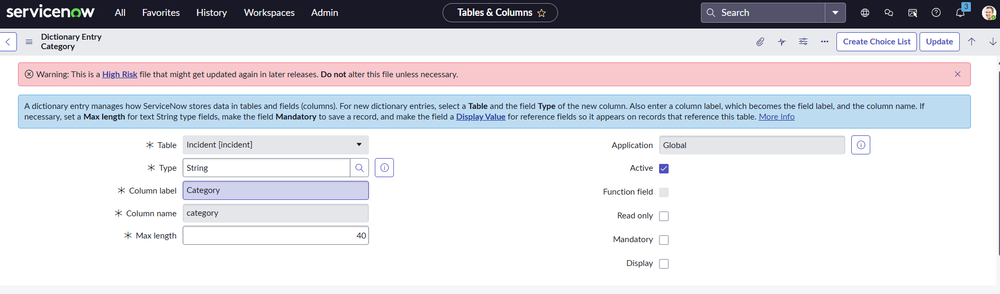 servicenow All Favorites History Workspaces Admin Tables & Columns Search 3
Dictionary Entry
Category
Create Choice List Update
Warning: This is a High Risk file that might get updated again in later releases. Do not alter this file unless necessary.
A dictionary entry manages how ServiceNow stores data in tables and fields (columns). For new dictionary entries, select a Table and the field Type of the new column. Also enter a column label, which becomes the field label, and the column name. If
necessary, set a Max length for text String type fields, make the field Mandatory to save a record, and make the field a Display Value for reference fields so it appears on records that reference this table. More Info
Table Incident [incident]
Type String
Column label Category
Column name category
Max length 40
Application Global
Active
Function field
Read only
Mandatory
Display